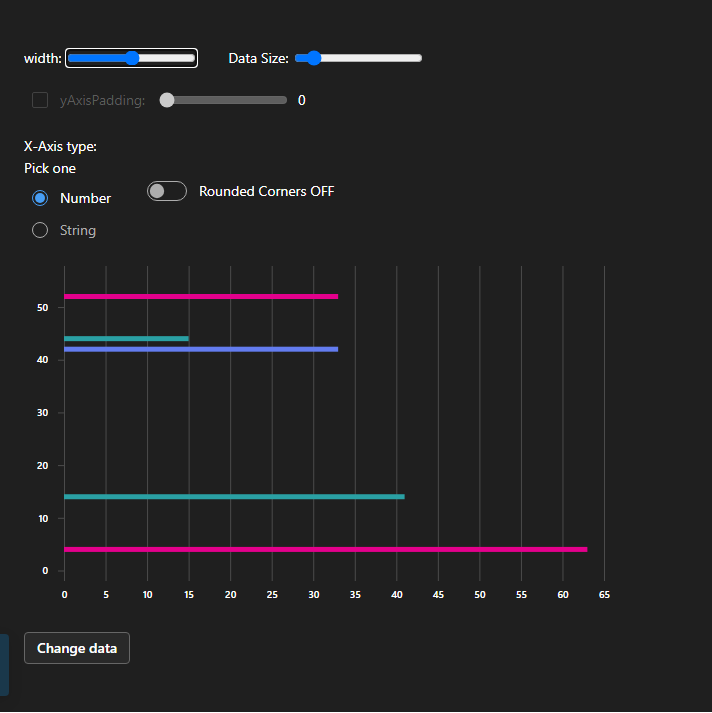 width: Data Size:
yAxisPadding: 0
X-Axis type:
Pick one
Number Rounded Corners OFF
String
50
40
30
20
10
0
0 5 10 15 20 25 30 35 40 45 50 55 60 65
Change data